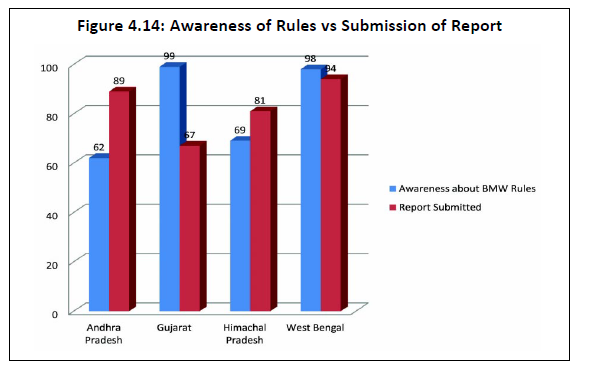 Figure 4.14: Awareness of Rules vs Submission of Report
99
98
94
100
89
81
80
69
67
62
60
40
20
0
Awareness about BMW Rules
Report Submitted
Andhra
Pradesh
Gujarat
Himachal
Pradesh
West Bengal